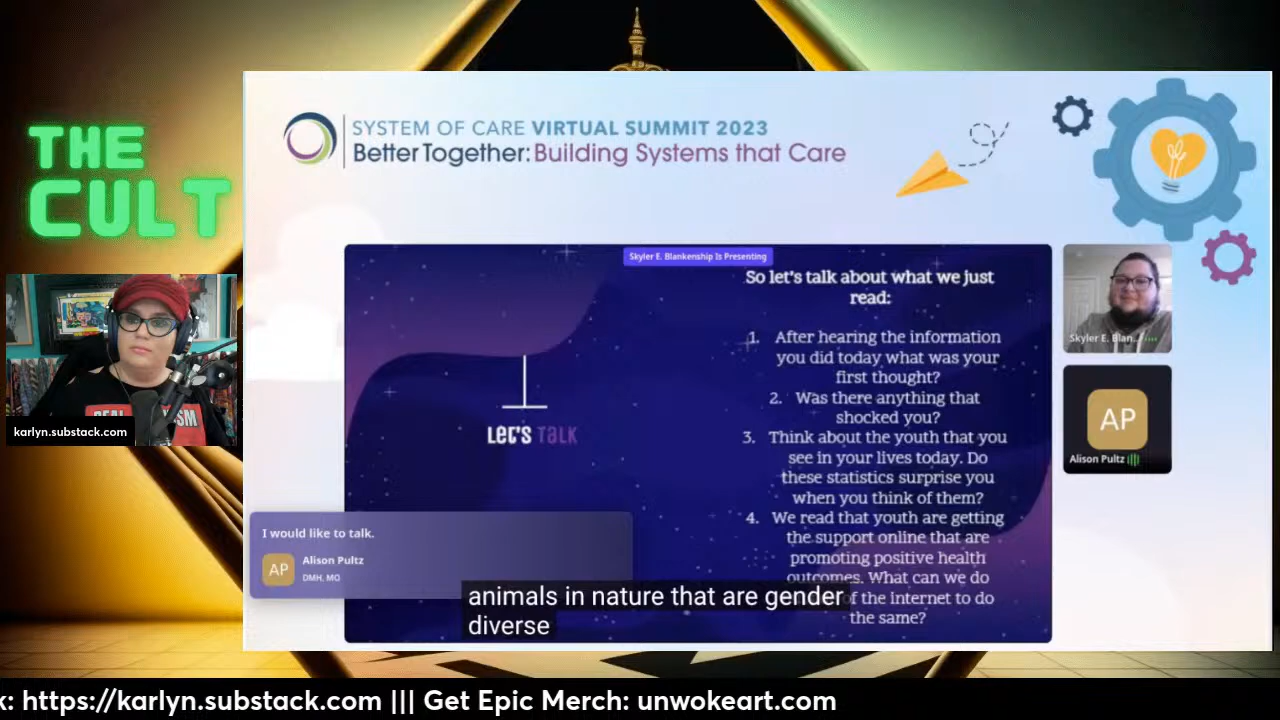 THE
CULT
karlyn.substack.com
SYSTEM OF CARE VIRTUAL SUMMIT 2023
Better Together: Building Systems that Care
Skyler E. Blankenship Is Presenting
So let's talk about what we just
read:
1. After hearing the information
you did today what was your
first thought?
2. Was there anything that
shocked you?
3. Think about the youth that you
see in your lives today. Do
these statistics surprise you
when you think of them?
4. We read that youth are getting
the support online that are
promoting positive health
outcomes. What can we do
of the internet to do
the same?
LET'S TALK
Skyler E. Blan...
AP
Alison Pultz
I would like to talk.
AP
Alison Pultz
DMH, MO
animals in nature that are gender
diverse
k: https://karlyn.substack.com ||| Get Epic Merch: unwokeart.com